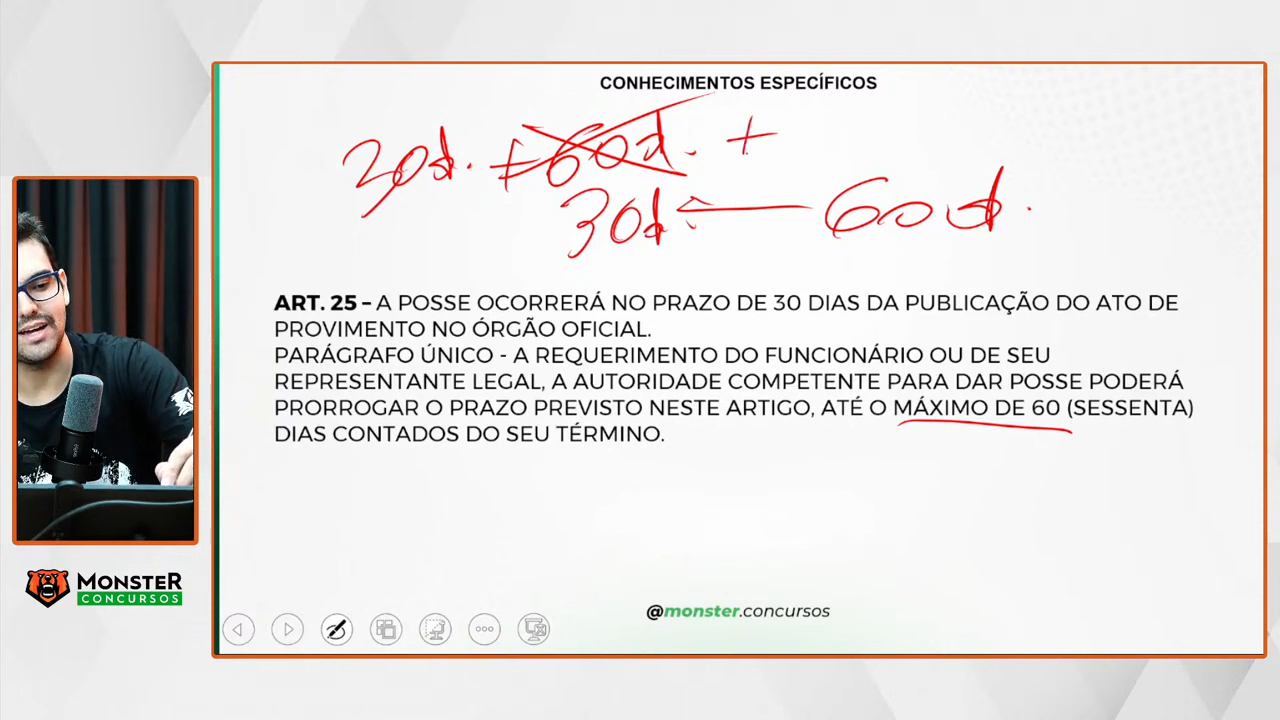 CONHECIMENTOS ESPECÍFICOS
30d. + 60d. +
30d. 60d.
ART. 25 – A POSSE OCORRERÁ NO PRAZO DE 30 DIAS DA PUBLICAÇÃO DO ATO DE
PROVIMENTO NO ÓRGÃO OFICIAL.
PARÁGRAFO ÚNICO - A REQUERIMENTO DO FUNCIONÁRIO OU DE SEU
REPRESENTANTE LEGAL, A AUTORIDADE COMPETENTE PARA DAR POSSE PODERÁ
PRORROGAR O PRAZO PREVISTO NESTE ARTIGO, ATÉ O MÁXIMO DE 60 (SESSENTA)
DIAS CONTADOS DO SEU TÉRMINO.
MONSTER
CONCURSOS
@monster.concursos